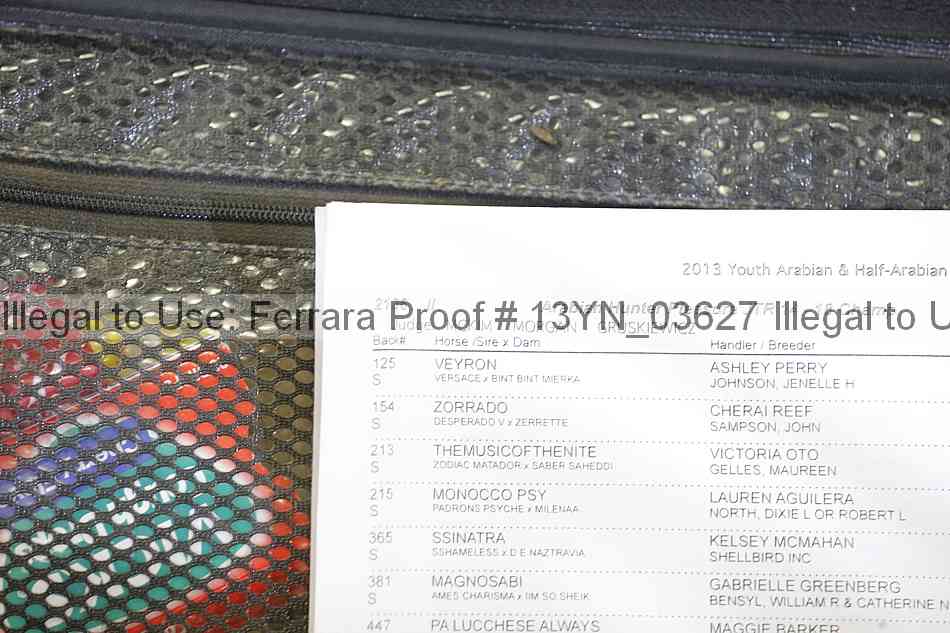 2013 Youth Arabian & Half-Arabian
Illegal to Use: Ferrara Proof # 13YN_03627 Illegal to U
Back# Horse /Sire x Dam Handler / Breeder
125 VEYRON ASHLEY PERRY
S VERSACE x BINT BINT MIERKA JOHNSON, JENELLE H
154 ZORRADO CHERAI REEF
S DESPERADO V x ZERRETTE SAMPSON, JOHN
213 THEMUSICOFTHENITE VICTORIA OTO
S ZODIAC MATADOR x SABER SAHEDDI GELLES, MAUREEN
215 MONOCCO PSY LAUREN AGUILERA
S PADRONS PSYCHE x MILENAA NORTH, DIXIE L OR ROBERT L
365 SSINATRA KELSEY MCMAHAN
S SSHAMELESS x D E NAZTRAVIA SHELLBIRD INC
381 MAGNOSABI GABRIELLE GREENBERG
S AMES CHARISMA x IIM SO SHEIK BENSYL, WILLIAM R & CATHERINE N
447 PA LUCCHESE ALWAYS MAGGIE BARKER